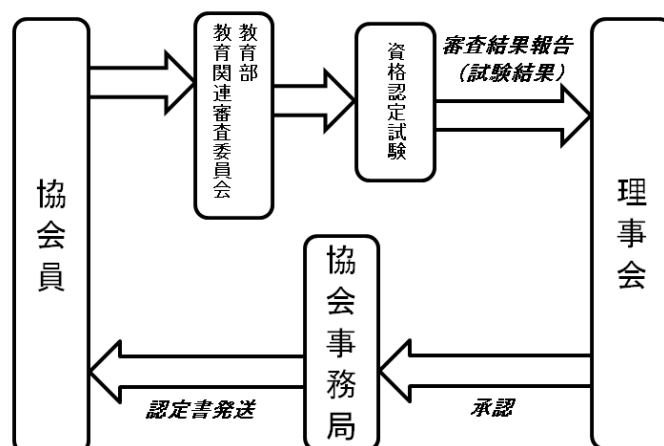 協会員
教育部
教育関連審査委員会
資格認定試験
審査結果報告
（試験結果）
理事会
承認
協会事務局
認定書発送